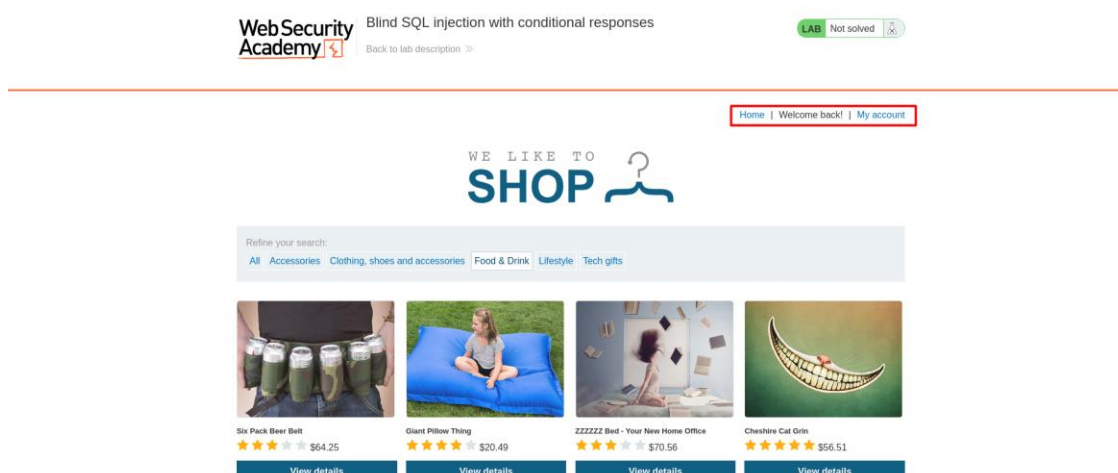 Web Security Academy
Blind SQL injection with conditional responses
Back to lab description »
LAB Not solved
Home | Welcome back! | My account
WE LIKE TO
SHOP
Refine your search:
All Accessories Clothing, shoes and accessories Food & Drink Lifestyle Tech gifts
Six Pack Beer Belt Giant Pillow Thing ZZZZZZ Bed - Your New Home Office Cheshire Cat Grin
$64.25 $20.49 $70.56 $56.51
View details View details View details View details